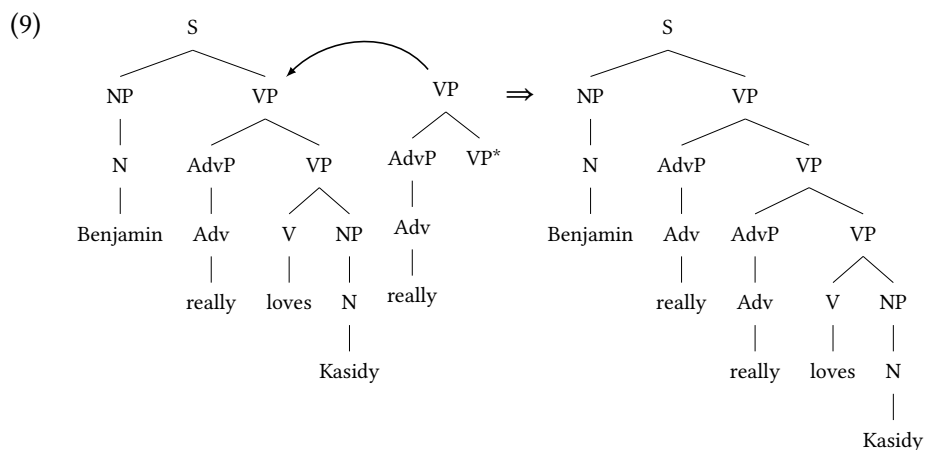 (9)
S S
NP VP VP ⇒ NP VP
N AdvP VP AdvP VP* N AdvP VP
Benjamin Adv V NP Adv Benjamin Adv AdvP VP
really loves N really really Adv V NP
Kasidy really loves N
Kasidy